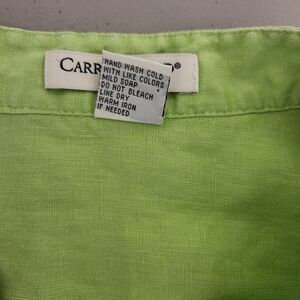 CARR
HAND WASH COLD
WITH LIKE COLORS
MILD SOAP
DO NOT BLEACH
LINE DRY
WARM IRON
IF NEEDED